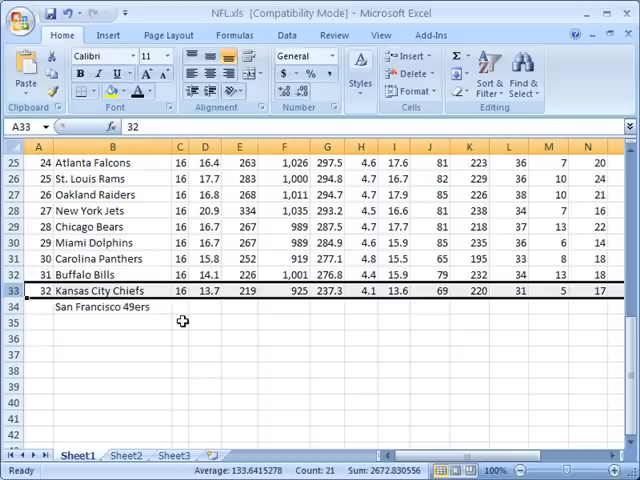 NFL.xls [Compatibility Mode] - Microsoft Excel
Home Insert Page Layout Formulas Data Review View Add-Ins
Calibri 11 General Insert Σ
Paste B I U A $ % , Styles Delete Sort & Filter Find & Select
Format
Clipboard Font Alignment Number Cells Editing
A33 fx 32
A B C D E F G H I J K L M N
25 24 Atlanta Falcons 16 16.4 263 1,026 297.5 4.6 17.6 81 223 36 7 20
26 25 St. Louis Rams 16 17.7 283 1,000 294.8 4.7 16.7 82 229 36 10 24
27 26 Oakland Raiders 16 16.8 268 1,011 294.7 4.7 17.9 85 226 38 10 21
28 27 New York Jets 16 20.9 334 1,035 293.2 4.5 16.6 81 238 34 7 16
29 28 Chicago Bears 16 16.7 267 989 287.5 4.7 17.3 81 218 37 13 22
30 29 Miami Dolphins 16 16.7 267 989 284.9 4.6 15.9 85 235 36 6 14
31 30 Carolina Panthers 16 15.8 252 919 277.1 4.8 15.5 65 195 33 8 18
32 31 Buffalo Bills 16 14.1 226 1,001 276.8 4.4 15.9 79 232 34 13 18
33 32 Kansas City Chiefs 16 13.7 219 925 237.3 4.1 13.6 69 220 31 5 17
34 San Francisco 49ers
35
36
37
38
39
40
41
42
Sheet1 Sheet2 Sheet3
Ready Average: 133.6415278 Count: 21 Sum: 2672.830556 100%